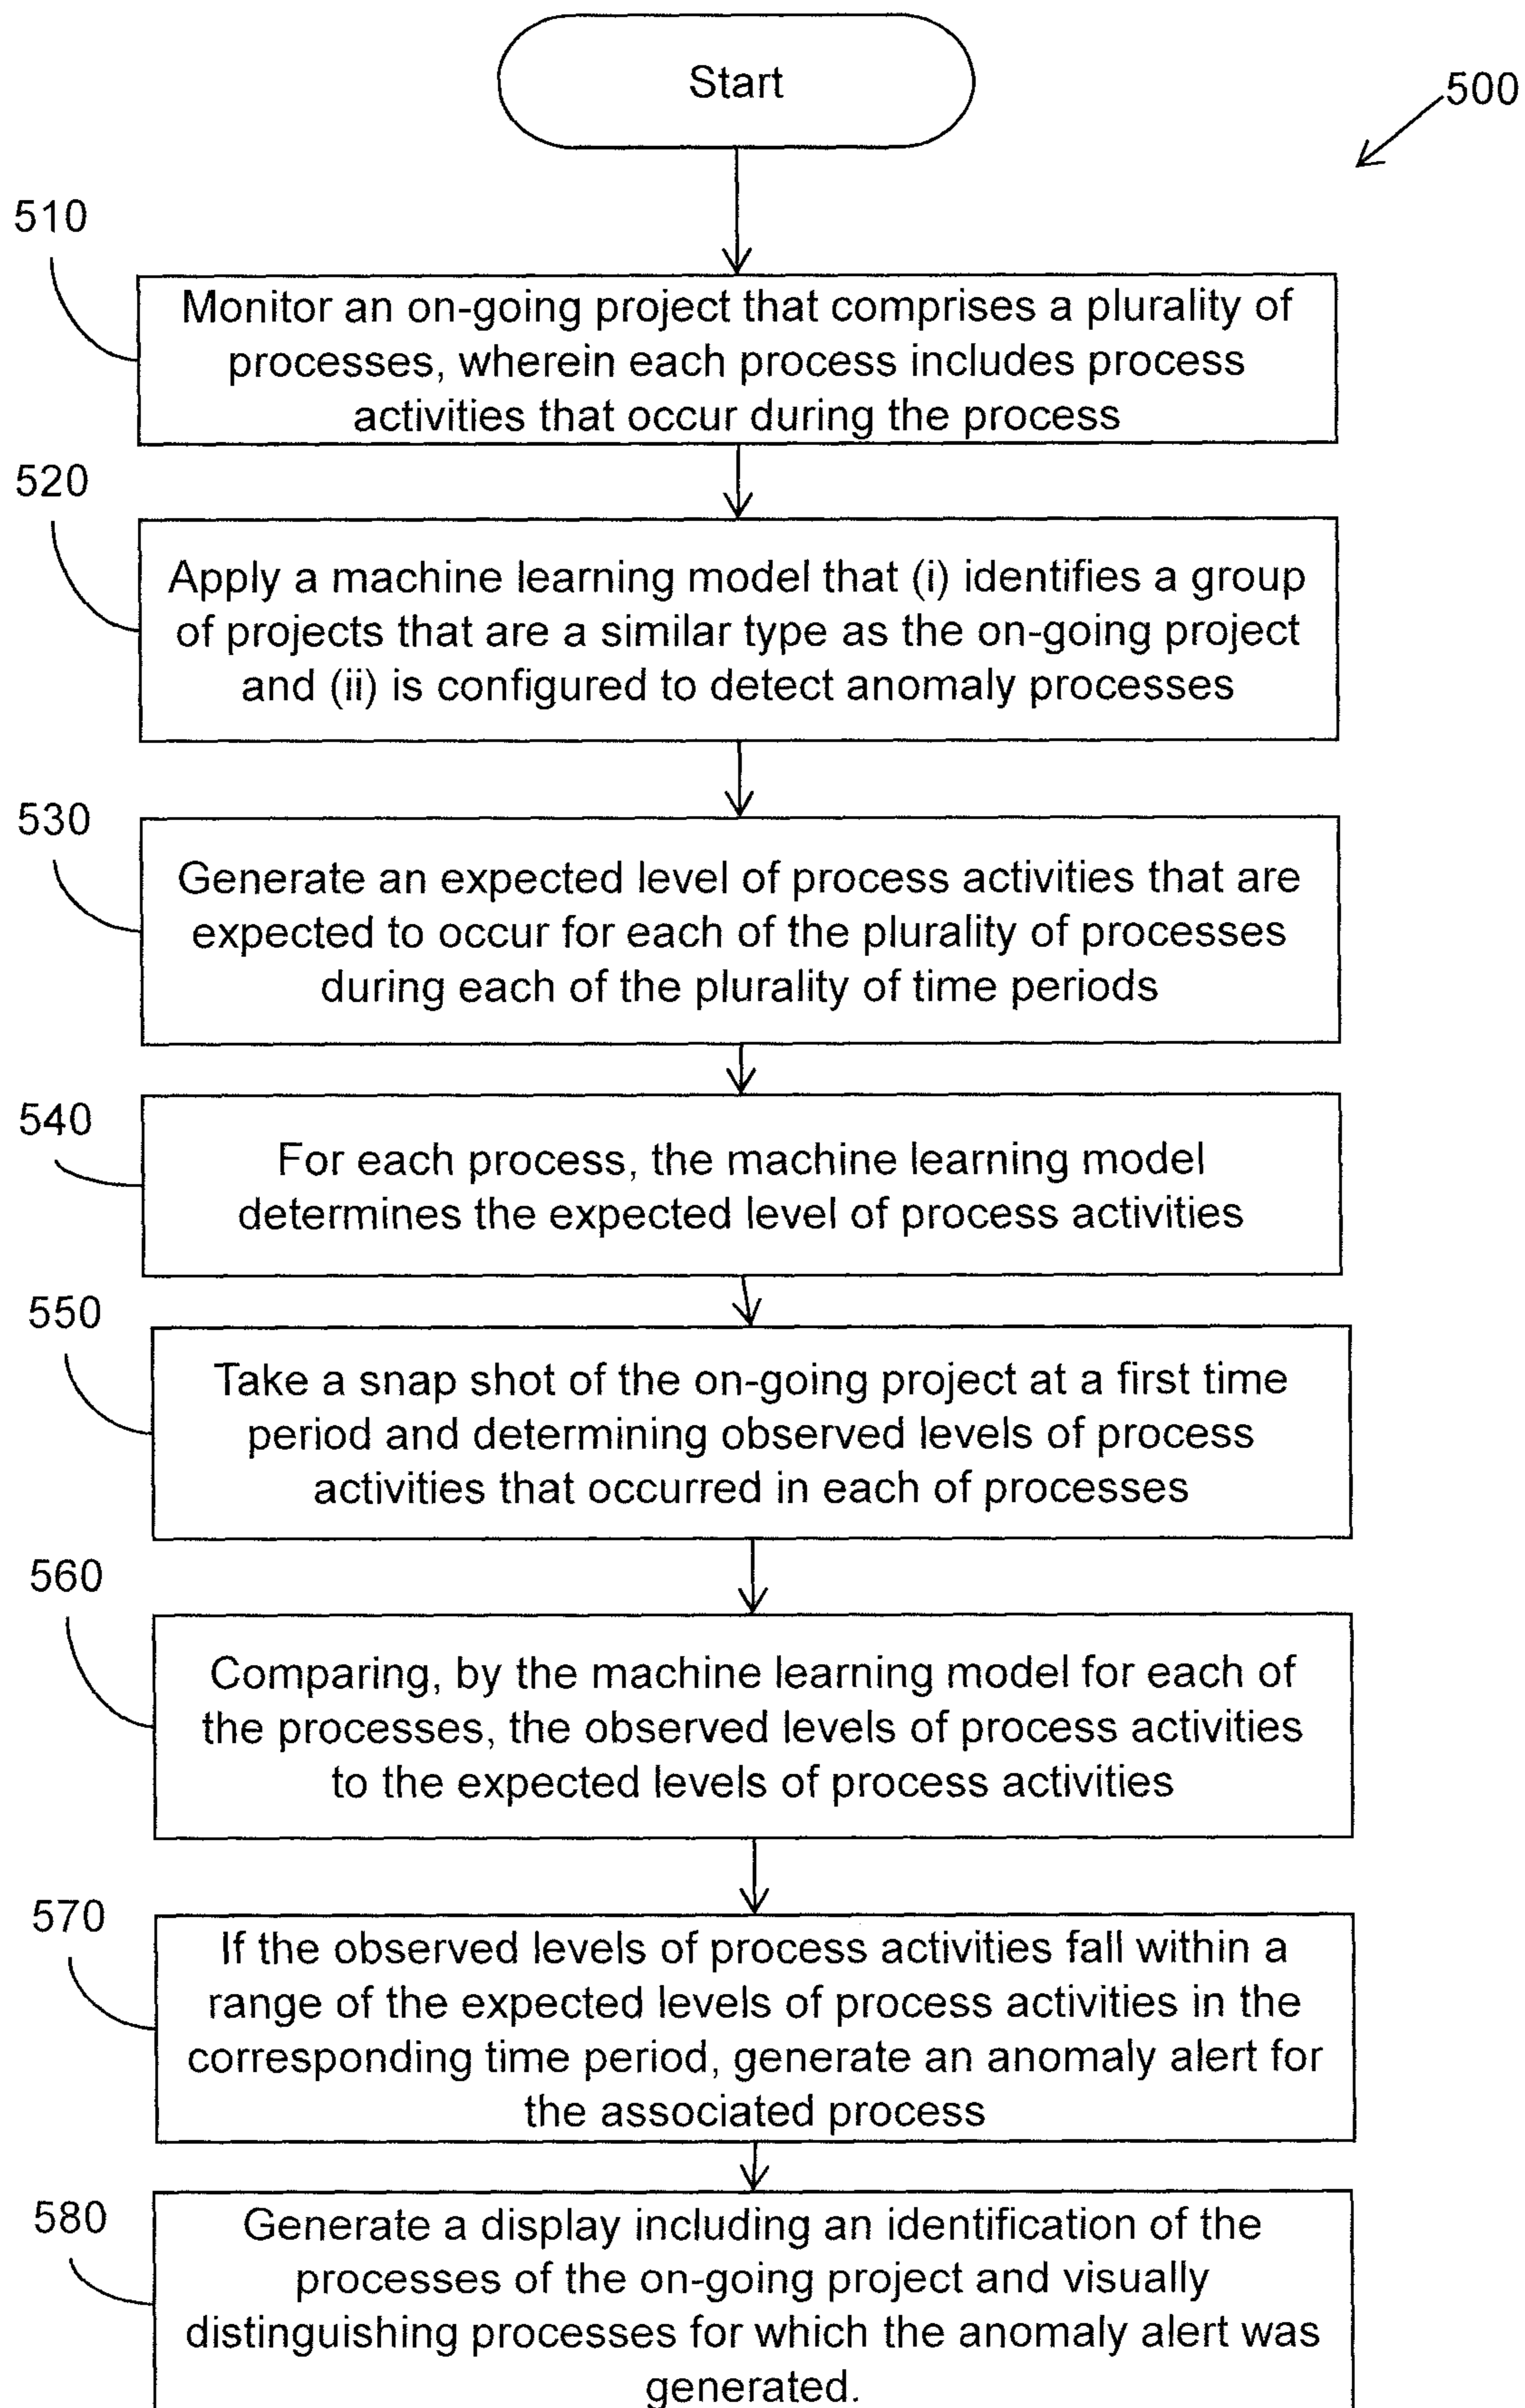 Start
500
510
Monitor an on-going project that comprises a plurality of
processes, wherein each process includes process
activities that occur during the process
520
Apply a machine learning model that (i) identifies a group
of projects that are a similar type as the on-going project
and (ii) is configured to detect anomaly processes
530
Generate an expected level of process activities that are
expected to occur for each of the plurality of processes
during each of the plurality of time periods
540
For each process, the machine learning model
determines the expected level of process activities
550
Take a snap shot of the on-going project at a first time
period and determining observed levels of process
activities that occurred in each of processes
560
Comparing, by the machine learning model for each of
the processes, the observed levels of process activities
to the expected levels of process activities
570
If the observed levels of process activities fall within a
range of the expected levels of process activities in the
corresponding time period, generate an anomaly alert for
the associated process
580
Generate a display including an identification of the
processes of the on-going project and visually
distinguishing processes for which the anomaly alert was
generated.